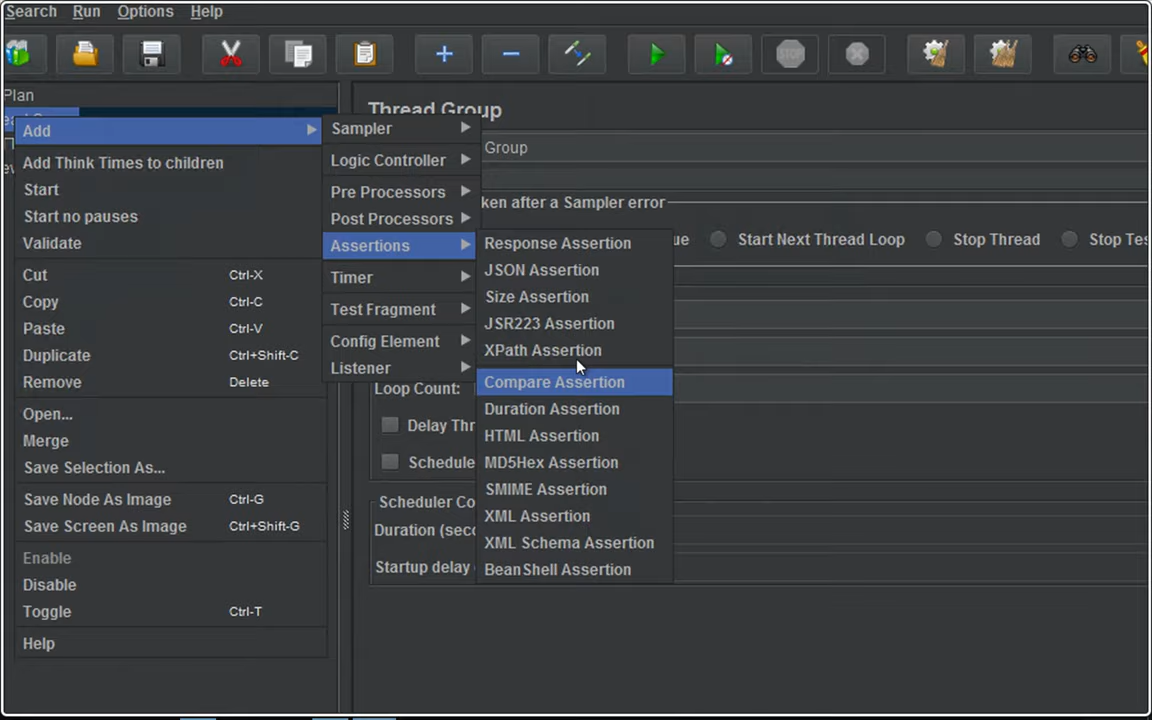 Search Run Options Help
STOP
Plan
Thread Group
Add
Sampler
Group
Add Think Times to children
Logic Controller
Start
Pre Processors
ken after a Sampler error
Start no pauses
Post Processors
Validate
Assertions
Response Assertion
ue
Start Next Thread Loop
Stop Thread
Stop Tes
Cut Ctrl-X
Timer
JSON Assertion
Copy Ctrl-C
Test Fragment
Size Assertion
Paste Ctrl-V
Config Element
JSR223 Assertion
Duplicate Ctrl+Shift-C
Listener
XPath Assertion
Remove Delete
Loop Count:
Compare Assertion
Open...
Delay Thr
Duration Assertion
Merge
HTML Assertion
Save Selection As...
Schedule
MD5Hex Assertion
Save Node As Image Ctrl-G
Scheduler Co
SMIME Assertion
Save Screen As Image Ctrl+Shift-G
Duration (sec
XML Assertion
Enable
XML Schema Assertion
Disable
Startup delay
BeanShell Assertion
Toggle Ctrl-T
Help